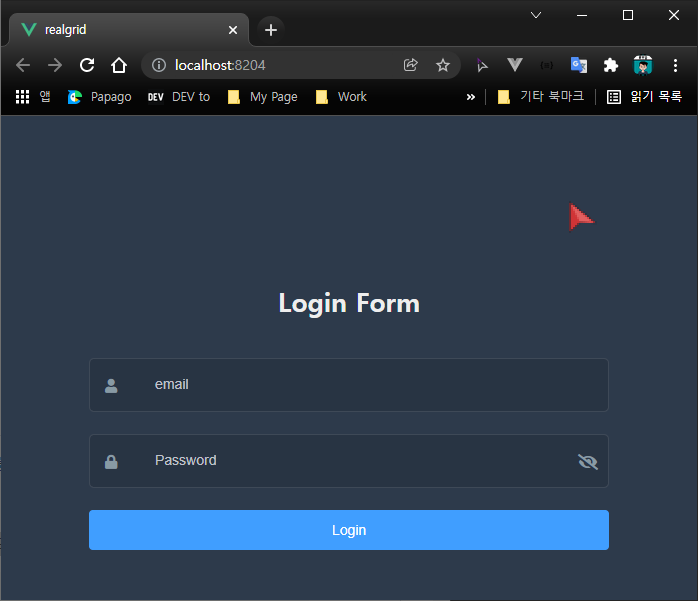 realgrid
localhost:8204
앱 Papago DEV DEV to My Page Work » 기타 북마크 읽기 목록
Login Form
email
Password
Login